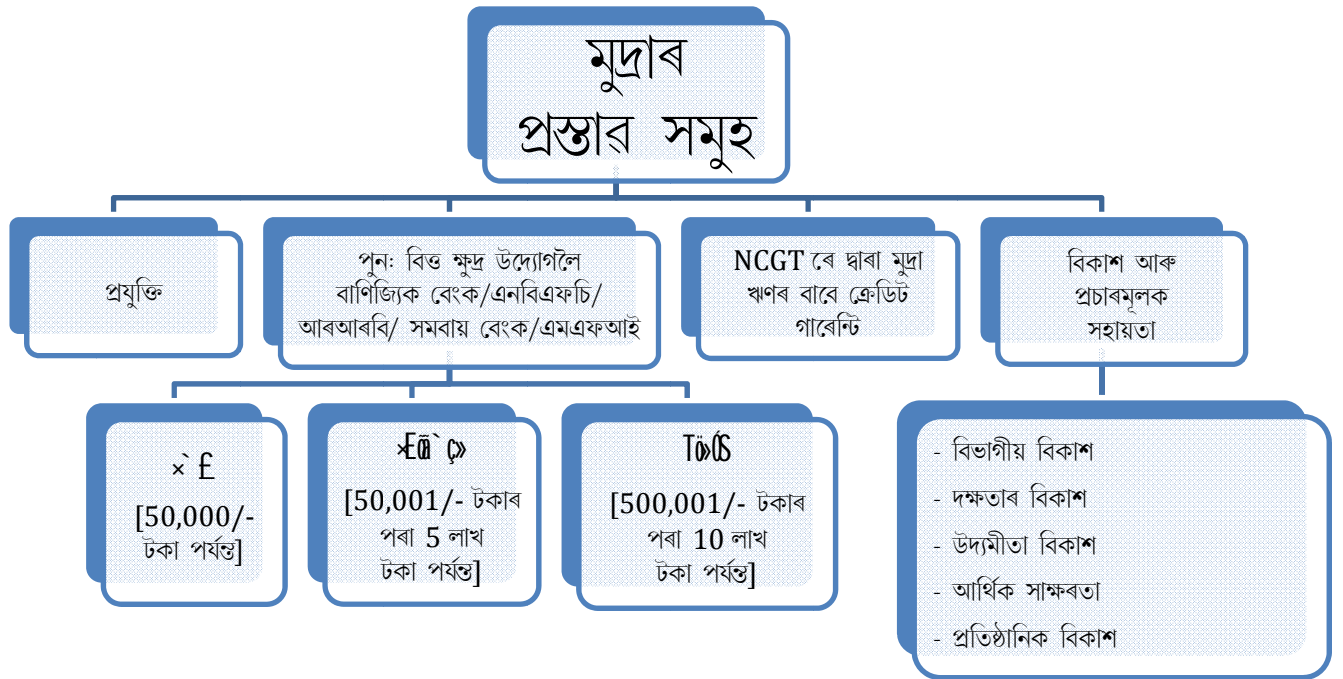 মুদ্ৰাৰ
প্ৰস্তাৱ সমুহ
প্ৰযুক্তি
পুন: বিত্ত ক্ষুদ্ৰ উদ্যোগলৈ
বাণিজ্যিক বেংক/এনবিএফচি/
আৰআৰবি/ সমবায় বেংক/এমএফআই
NCGT ৰে দ্বাৰা মুদ্ৰা
ঋণৰ বাবে ক্ৰেডিট
গাৰেন্টি
বিকাশ আৰু
প্ৰচাৰমূলক
সহায়তা
[50,000/-
টকা পৰ্যন্ত]
[50,001/- টকাৰ
পৰা 5 লাখ
টকা পৰ্যন্ত]
[500,001/- টকাৰ
পৰা 10 লাখ
টকা পৰ্যন্ত]
- বিভাগীয় বিকাশ
- দক্ষতাৰ বিকাশ
- উদ্যমীতা বিকাশ
- আৰ্থিক সাক্ষৰতা
- প্ৰতিষ্ঠানিক বিকাশ